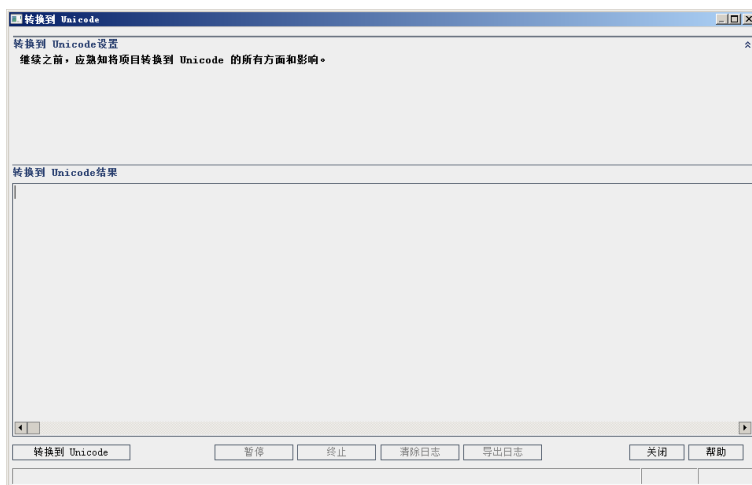 转换到 Unicode
转换到 Unicode设置
继续之前，应熟知将项目转换到 Unicode 的所有方面和影响。
转换到 Unicode结果
转换到 Unicode
暂停
终止
清除日志
导出日志
关闭
帮助